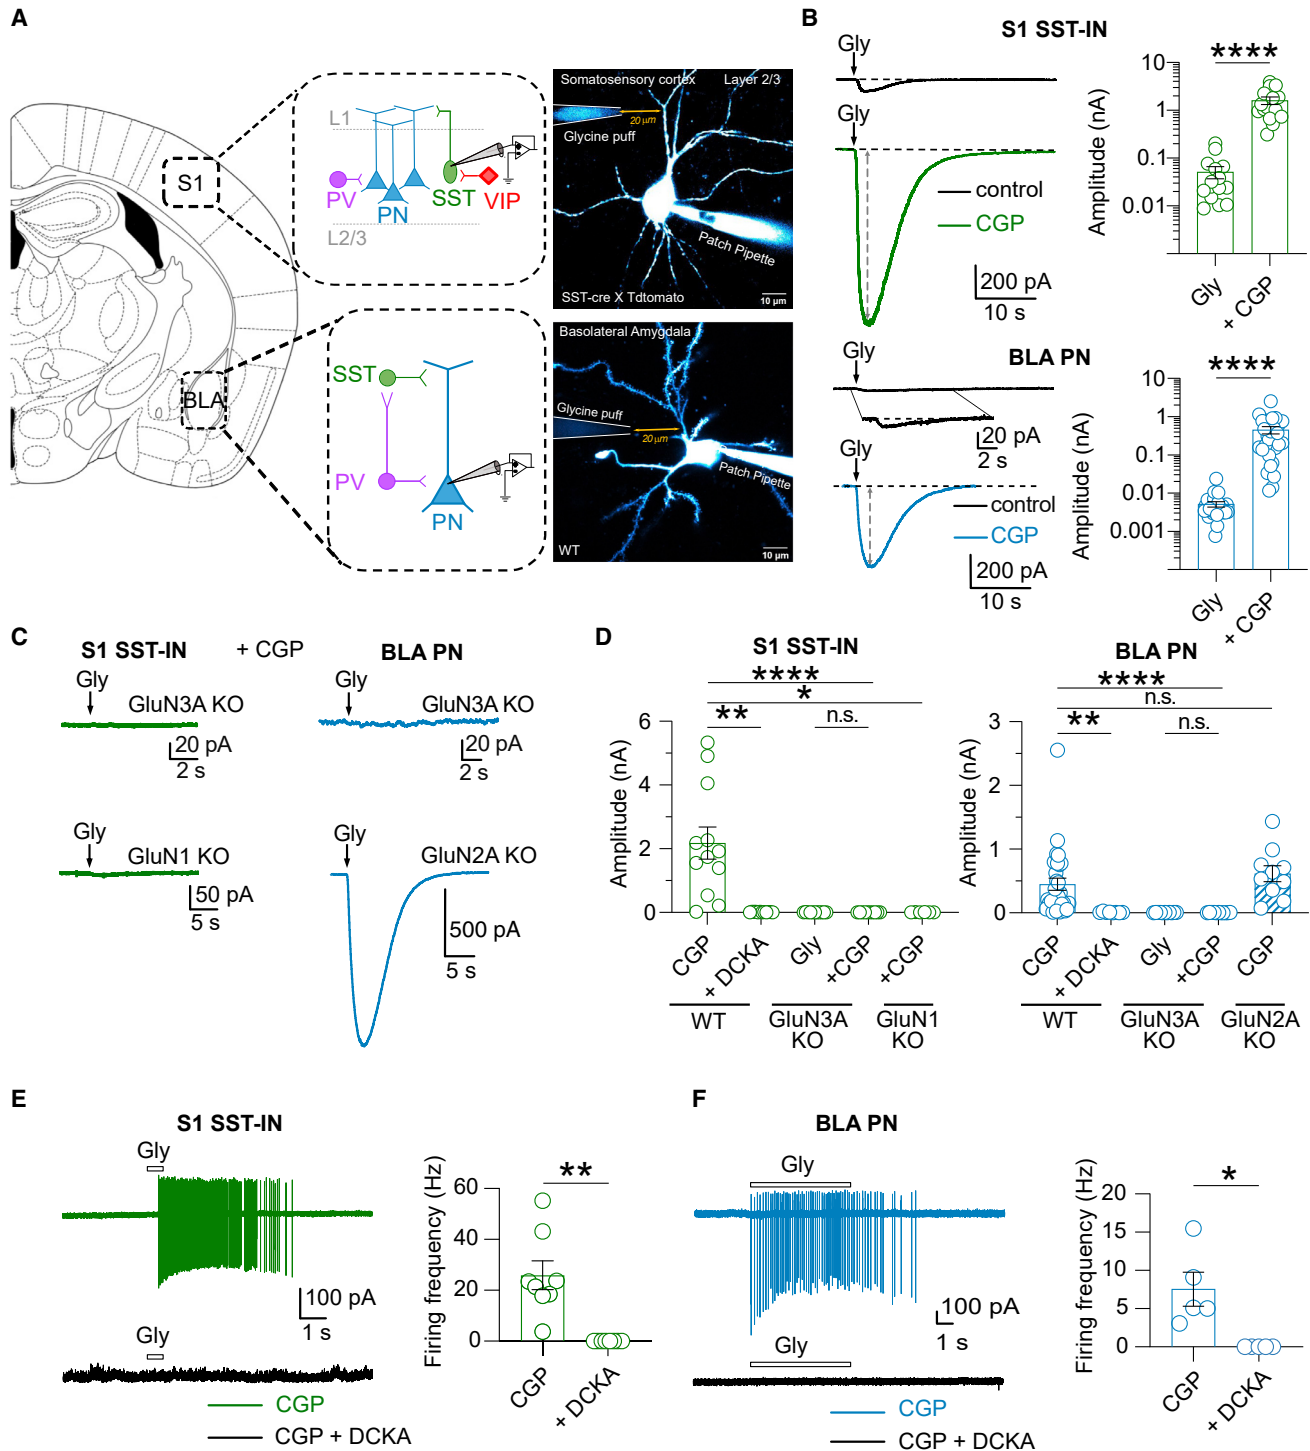 A
S1
BLA
L1
PV
PN
SST
VIP
L2/3
Somatosensory cortex
Layer 2/3
20 µm
Glycine puff
Patch Pipette
SST-cre X Tdtomato
10 µm
SST
PV
PN
Basolateral Amygdala
Glycine puff
20 µm
Patch Pipette
WT
10 µm
B
S1 SST-IN
Gly
Gly
control
CGP
200 pA
10 s
Amplitude (nA)
10
1
0.1
0.01
****
Gly
+ CGP
BLA PN
Gly
20 pA
2 s
Gly
control
CGP
200 pA
10 s
Amplitude (nA)
10
1
0.1
0.01
0.001
****
Gly
+ CGP
C
S1 SST-IN
+ CGP
BLA PN
Gly
GluN3A KO
20 pA
2 s
Gly
GluN3A KO
20 pA
2 s
Gly
GluN1 KO
50 pA
5 s
Gly
GluN2A KO
500 pA
5 s
D
S1 SST-IN
****
*
**
n.s.
Amplitude (nA)
6
4
2
0
CGP
+ DCKA
Gly
+CGP
+CGP
WT
GluN3A
KO
GluN1
KO
BLA PN
****
n.s.
**
n.s.
Amplitude (nA)
3
2
1
0
CGP
+ DCKA
Gly
+CGP
CGP
WT
GluN3A
KO
GluN2A
KO
E
S1 SST-IN
Gly
100 pA
1 s
Gly
CGP
CGP + DCKA
Firing frequency (Hz)
60
40
20
0
**
CGP
+ DCKA
F
BLA PN
Gly
100 pA
1 s
Gly
CGP
CGP + DCKA
Firing frequency (Hz)
20
15
10
5
0
*
CGP
+ DCKA